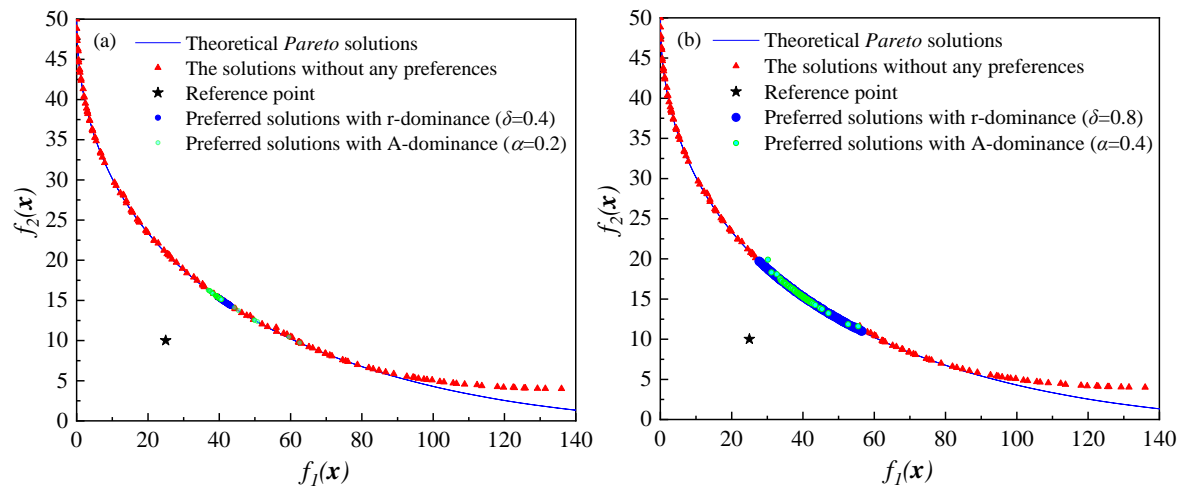 (a)
Theoretical Pareto solutions
The solutions without any preferences
Reference point
Preferred solutions with r-dominance (δ=0.4)
Preferred solutions with A-dominance (α=0.2)
50
45
40
35
30
25
20
15
10
5
0
f2(x)
0 20 40 60 80 100 120 140
f1(x)
(b)
Theoretical Pareto solutions
The solutions without any preferences
Reference point
Preferred solutions with r-dominance (δ=0.8)
Preferred solutions with A-dominance (α=0.4)
50
45
40
35
30
25
20
15
10
5
0
f2(x)
0 20 40 60 80 100 120 140
f1(x)